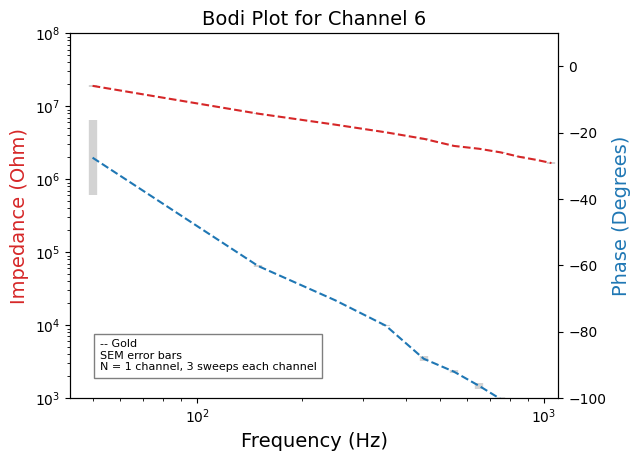 Bodi Plot for Channel 6
10⁸
10⁷
10⁶
10⁵
10⁴
10³
Impedance (Ohm)
0
−20
−40
−60
−80
−100
Phase (Degrees)
-- Gold
SEM error bars
N = 1 channel, 3 sweeps each channel
10²
10³
Frequency (Hz)